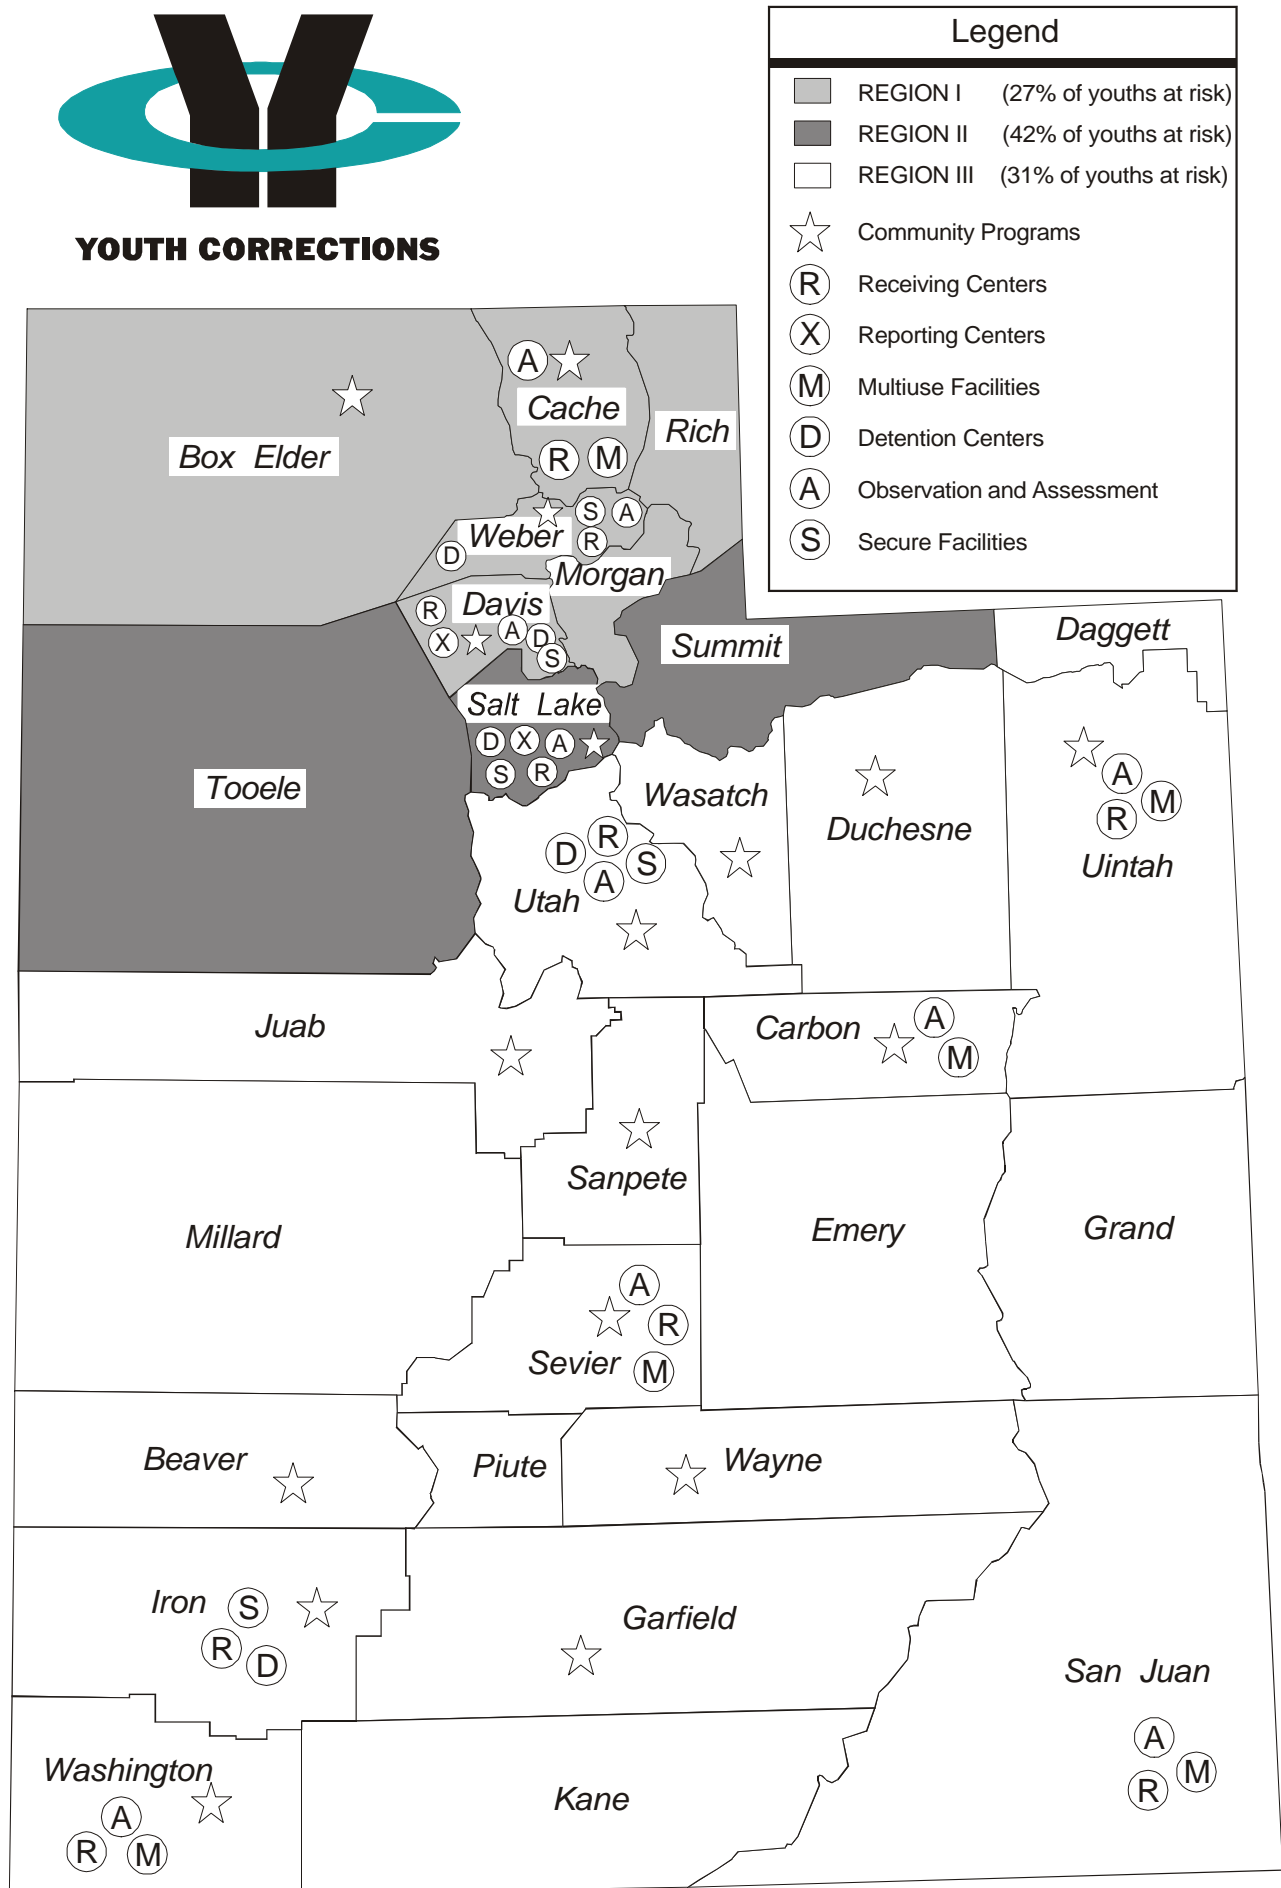 YOUTH CORRECTIONS
Legend
REGION I (27% of youths at risk)
REGION II (42% of youths at risk)
REGION III (31% of youths at risk)
Community Programs
R Receiving Centers
X Reporting Centers
M Multiuse Facilities
D Detention Centers
A Observation and Assessment
S Secure Facilities
A
Cache
R M
Rich
Box Elder
S A
Weber
R
D
Morgan
R
Davis
X A D
S
Summit
Daggett
Salt Lake
D X A
S R
Tooele
Wasatch
Duchesne
A
M
R
Uintah
R
D S
A
Utah
Juab
Carbon
A
M
Sanpete
Millard
Emery
Grand
A
R
Sevier
M
Beaver
Piute
Wayne
Iron
S
R
D
Garfield
San Juan
A
M
R
Washington
A
R M
Kane